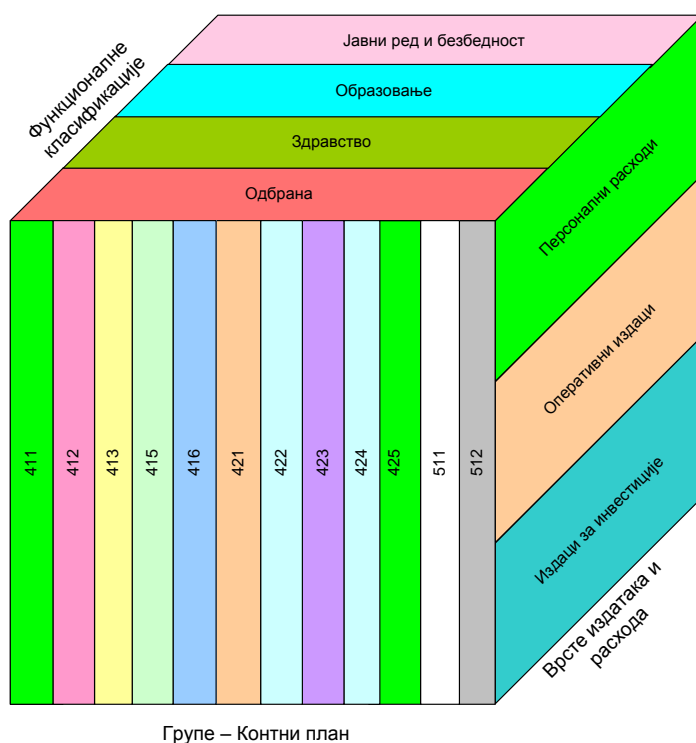 Функционалне
класификације
Јавни ред и безбедност
Образовање
Здравство
Одбрана
Персонални расходи
Оперативни издаци
Издаци за инвестиције
411
412
413
415
416
421
422
423
424
425
511
512
Врсте издатака и
расхода
Групе – Контни план